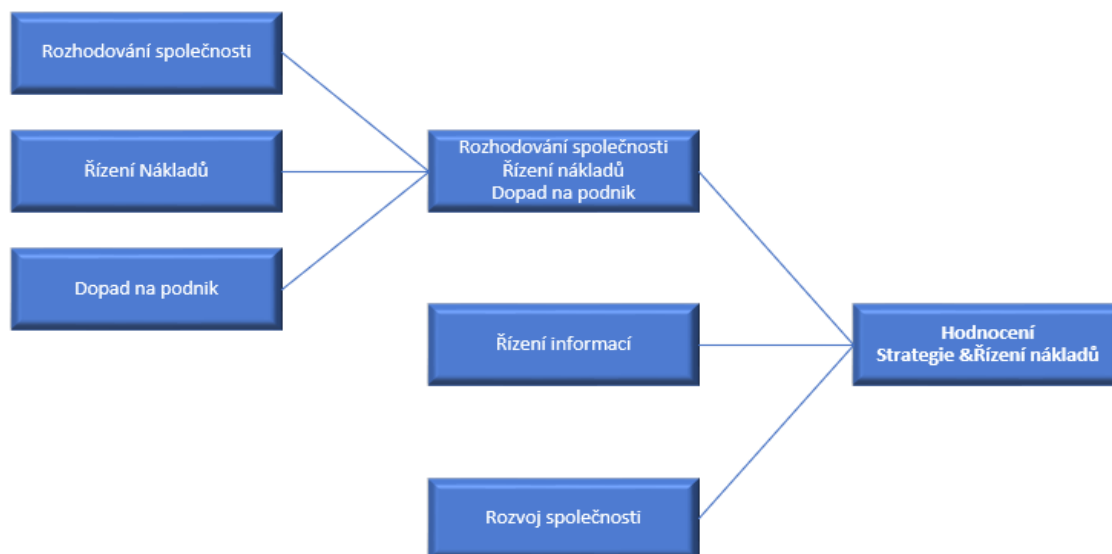 Rozhodování společnosti
Řízení Nákladů
Dopad na podnik
Rozhodování společnosti
Řízení nákladů
Dopad na podnik
Řízení informací
Rozvoj společnosti
Hodnocení
Strategie &Řízení nákladů